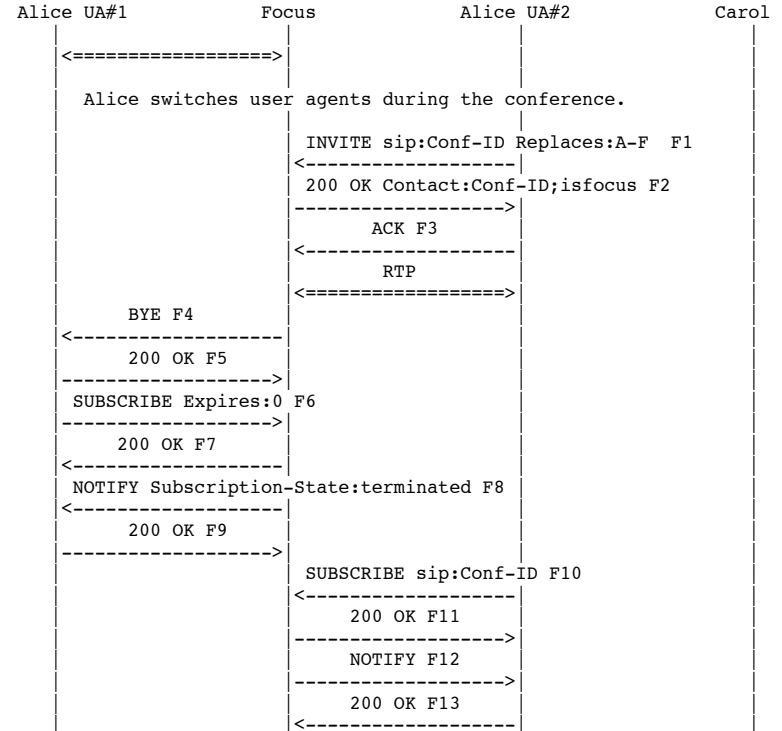 Alice UA#1 Focus Alice UA#2 Carol
Alice switches user agents during the conference.
INVITE sip:Conf-ID Replaces:A-F F1
200 OK Contact:Conf-ID;isfocus F2
ACK F3
RTP
BYE F4
200 OK F5
SUBSCRIBE Expires:0 F6
200 OK F7
NOTIFY Subscription-State:terminated F8
200 OK F9
SUBSCRIBE sip:Conf-ID F10
200 OK F11
NOTIFY F12
200 OK F13